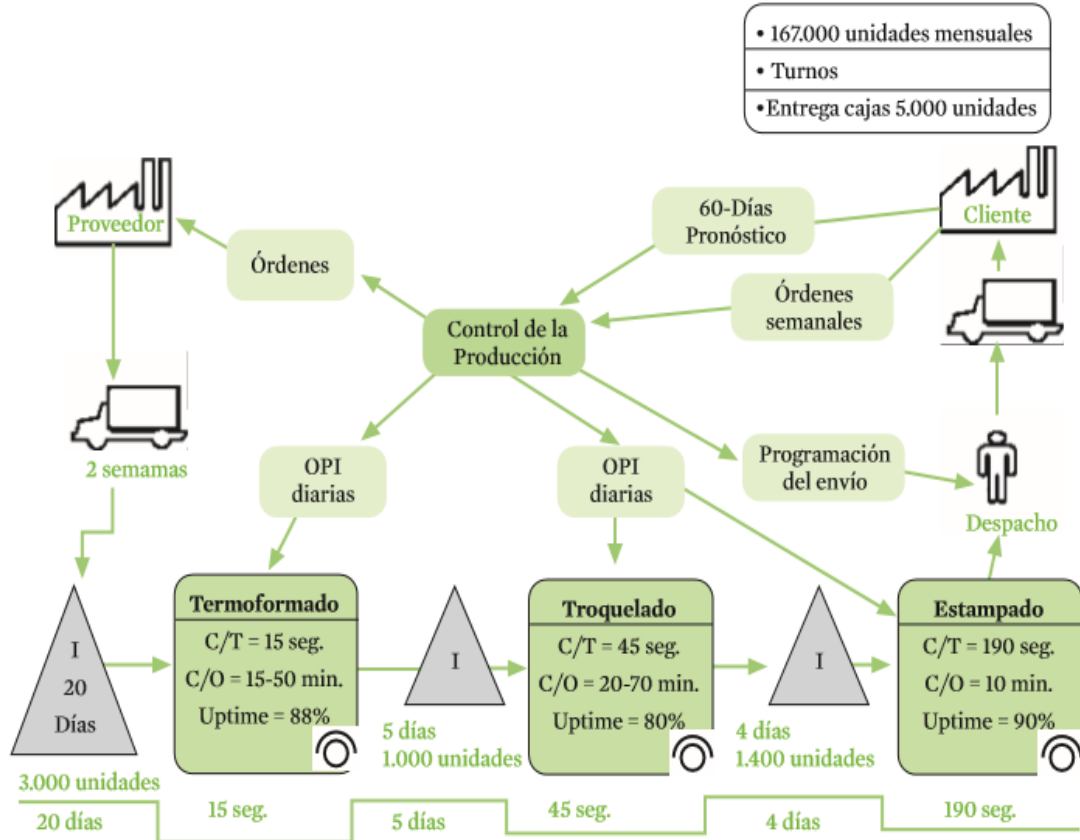 • 167.000 unidades mensuales
• Turnos
•Entrega cajas 5.000 unidades
Proveedor
Cliente
60-Días
Pronóstico
Órdenes
Órdenes
semanales
Control de la
Producción
2 semamas
OPI
diarias
OPI
diarias
Programación
del envío
Despacho
I
20
Días
Termoformado
C/T = 15 seg.
C/O = 15-50 min.
Uptime = 88%
I
Troquelado
C/T = 45 seg.
C/O = 20-70 min.
Uptime = 80%
I
Estampado
C/T = 190 seg.
C/O = 10 min.
Uptime = 90%
3.000 unidades
5 días
1.000 unidades
4 días
1.400 unidades
20 días
15 seg.
5 días
45 seg.
4 días
190 seg.